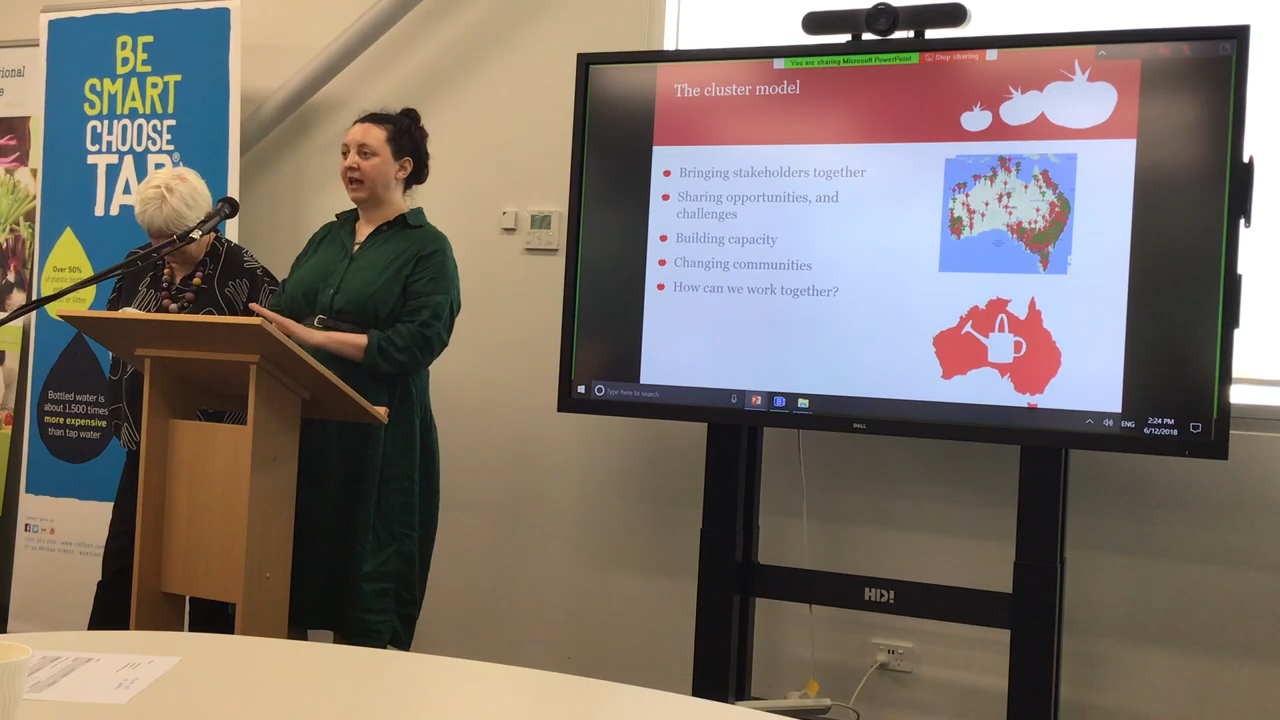 BE
SMART
CHOOSE
TAP®
Over 50%
Bottled water is
about 1,500 times
more expensive
than tap water
You are sharing Microsoft PowerPoint
Stop sharing
The cluster model
Bringing stakeholders together
Sharing opportunities, and
challenges
Building capacity
Changing communities
How can we work together?
Type here to search
ENG
2:24 PM
6/12/2018
DELL
HD!